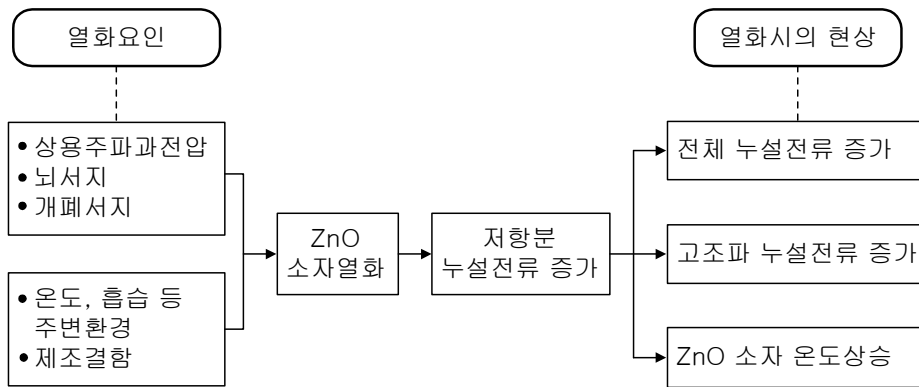 열화요인
열화시의 현상
• 상용주파과전압
• 뇌서지
• 개폐서지
• 온도, 흡습 등
주변환경
• 제조결함
ZnO
소자열화
저항분
누설전류 증가
전체 누설전류 증가
고조파 누설전류 증가
ZnO 소자 온도상승